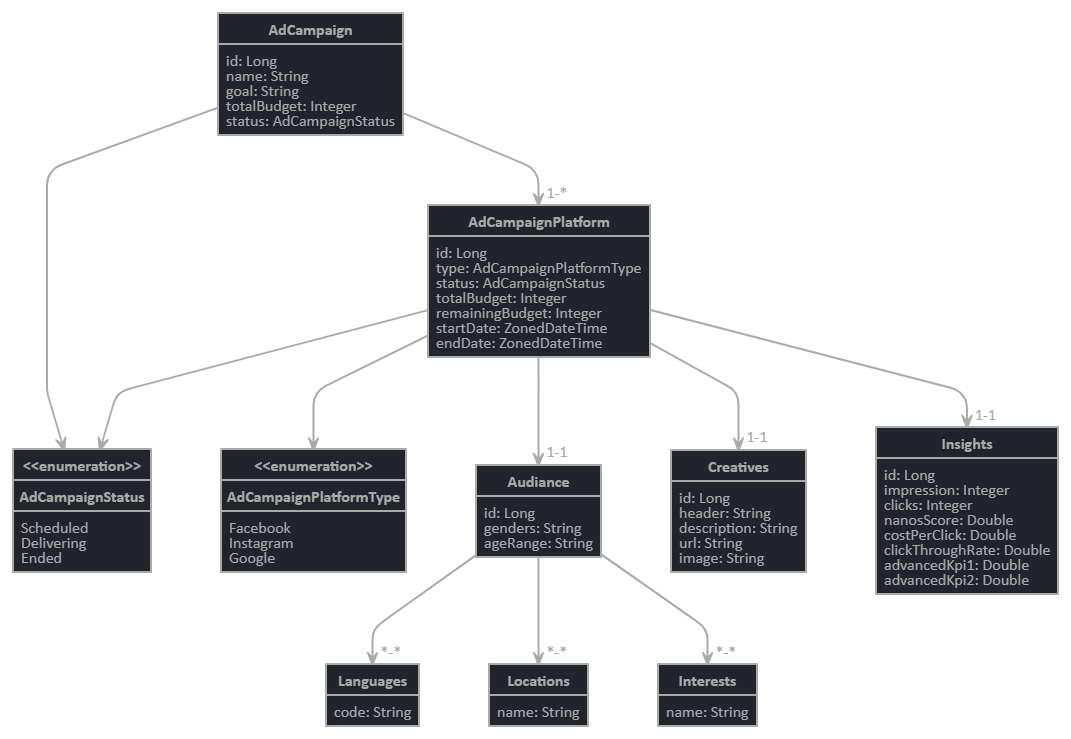 AdCampaign
id: Long
name: String
goal: String
totalBudget: Integer
status: AdCampaignStatus
1-*
AdCampaignPlatform
id: Long
type: AdCampaignPlatformType
status: AdCampaignStatus
totalBudget: Integer
remainingBudget: Integer
startDate: ZonedDateTime
endDate: ZonedDateTime
<<enumeration>>
AdCampaignStatus
Scheduled
Delivering
Ended
<<enumeration>>
AdCampaignPlatformType
Facebook
Instagram
Google
1-1
Audiance
id: Long
genders: String
ageRange: String
1-1
Creatives
id: Long
header: String
description: String
url: String
image: String
1-1
Insights
id: Long
impression: Integer
clicks: Integer
nanosScore: Double
costPerClick: Double
clickThroughRate: Double
advancedKpi1: Double
advancedKpi2: Double
*-*
Languages
code: String
*-*
Locations
name: String
*-*
Interests
name: String